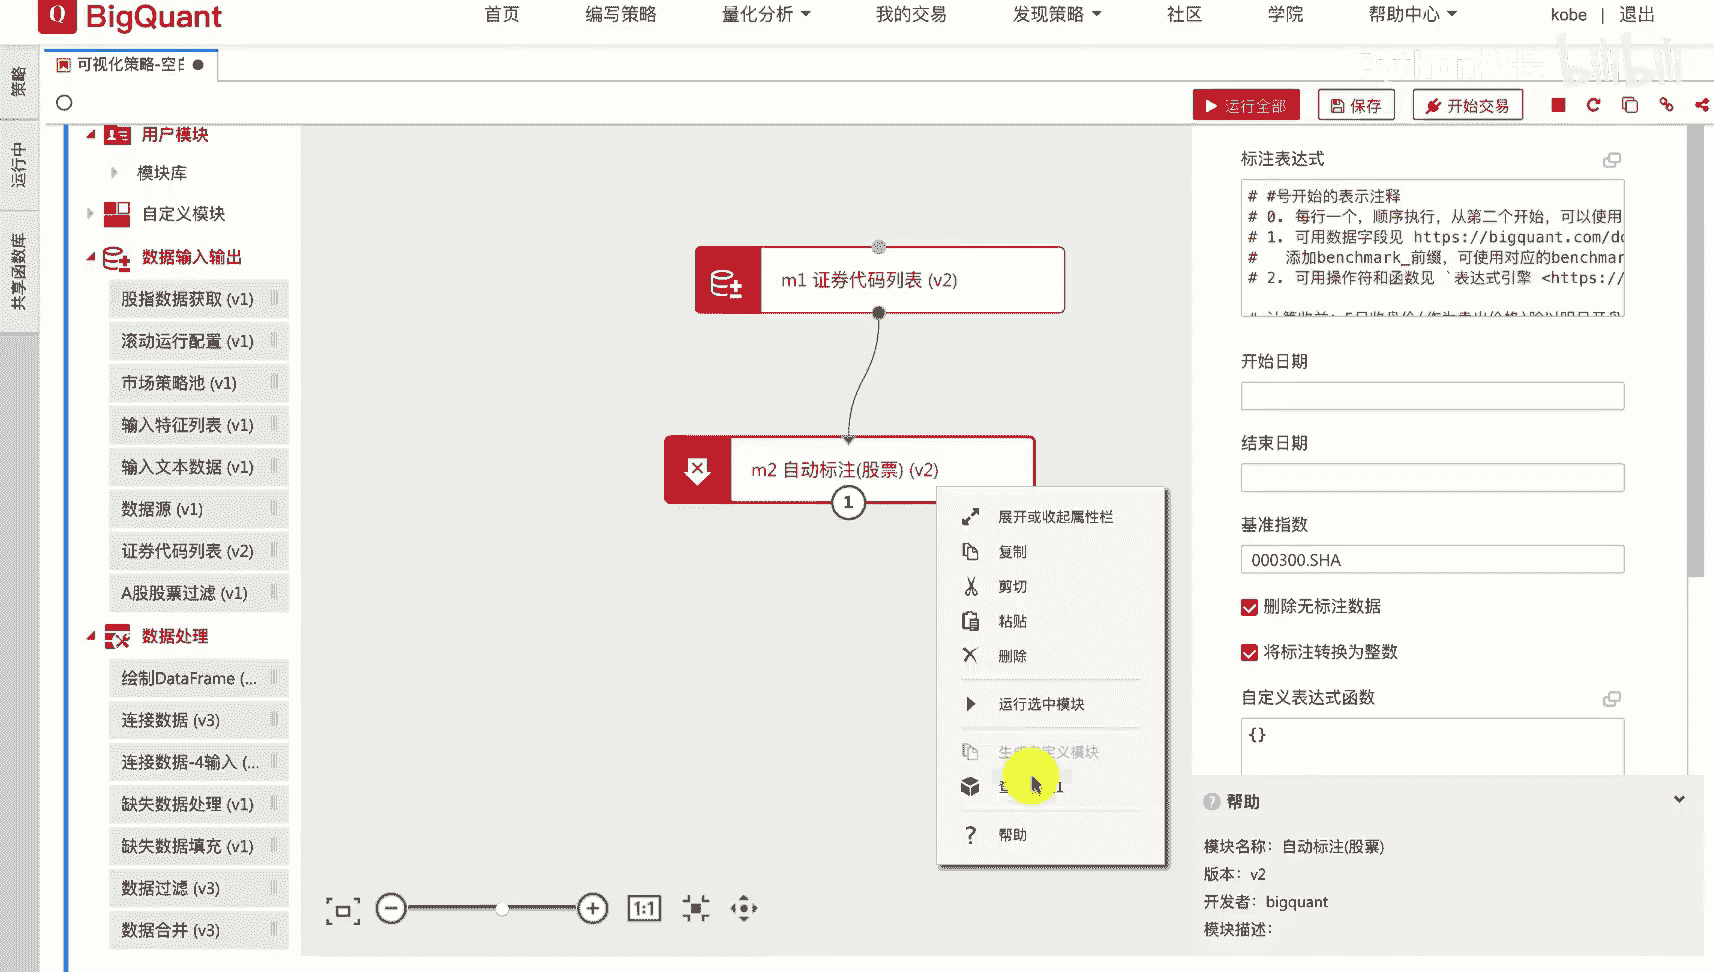 Q BigQuant
首页
编写策略
量化分析
我的交易
发现策略
社区
学院
帮助中心
kobe | 退出
策略
运行中
共享函数库
可视化策略-空白
bilibili
运行全部
保存
开始交易
用户模块
模块库
自定义模块
数据输入输出
股指数据获取 (v1)
滚动运行配置 (v1)
市场策略池 (v1)
输入特征列表 (v1)
输入文本数据 (v1)
数据源 (v1)
证券代码列表 (v2)
A股股票过滤 (v1)
数据处理
绘制DataFrame (...
连接数据 (v3)
连接数据-4输入 (...
缺失数据处理 (v1)
缺失数据填充 (v1)
数据过滤 (v3)
数据合并 (v3)
m1 证券代码列表 (v2)
m2 自动标注(股票) (v2)
1
展开或收起属性栏
复制
剪切
粘贴
删除
运行选中模块
生成自定义模块
帮助
1:1
标注表达式
# #号开始的表示注释
# 0. 每行一个，顺序执行，从第二个开始，可以使用
# 1. 可用数据字段见 https://bigquant.com/do
# 添加benchmark_前缀，可使用对应的benchmar
# 2. 可用操作符和函数见 `表达式引擎 <https://
开始日期
结束日期
基准指数
000300.SHA
删除无标注数据
将标注转换为整数
自定义表达式函数
{}
帮助
模块名称：自动标注(股票)
版本：v2
开发者：bigquant
模块描述：